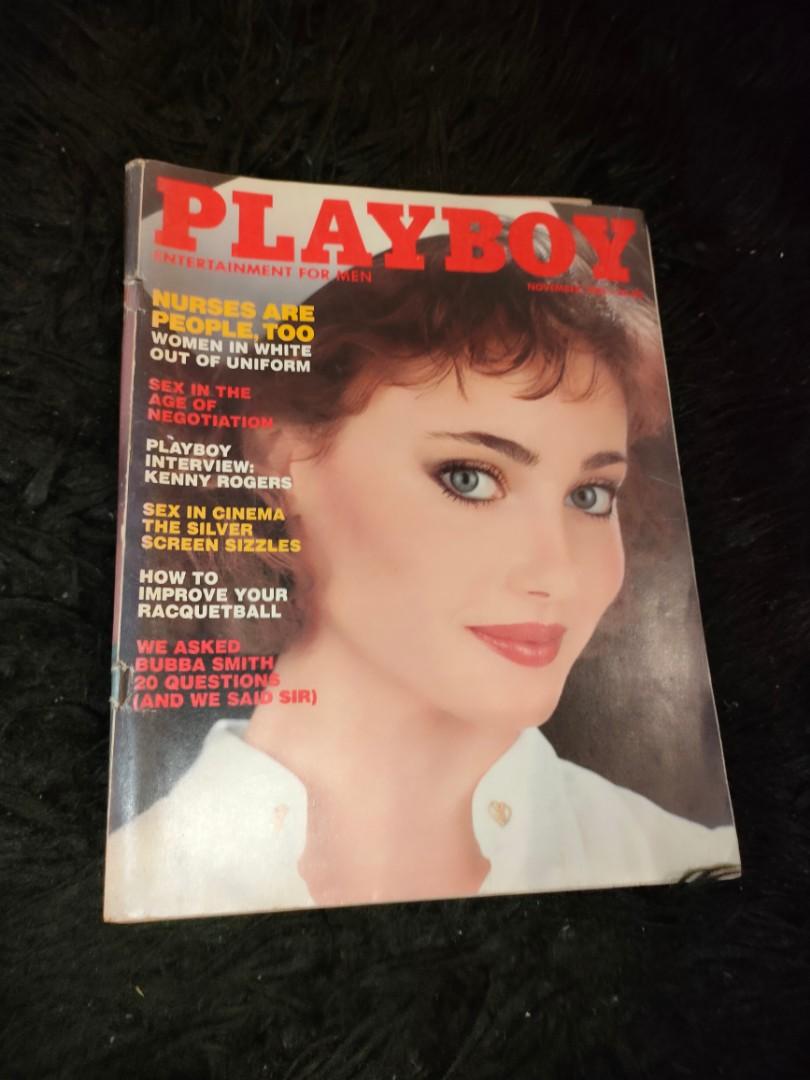 PLAYBOY
ENTERTAINMENT FOR MEN
NOVEMBER
NURSES ARE
PEOPLE, TOO
WOMEN IN WHITE
OUT OF UNIFORM
SEX IN THE
AGE OF
NEGOTIATION
PLAYBOY
INTERVIEW:
KENNY ROGERS
SEX IN CINEMA
THE SILVER
SCREEN SIZZLES
HOW TO
IMPROVE YOUR
RACQUETBALL
WE ASKED
BUBBA SMITH
20 QUESTIONS
(AND WE SAID SIR)